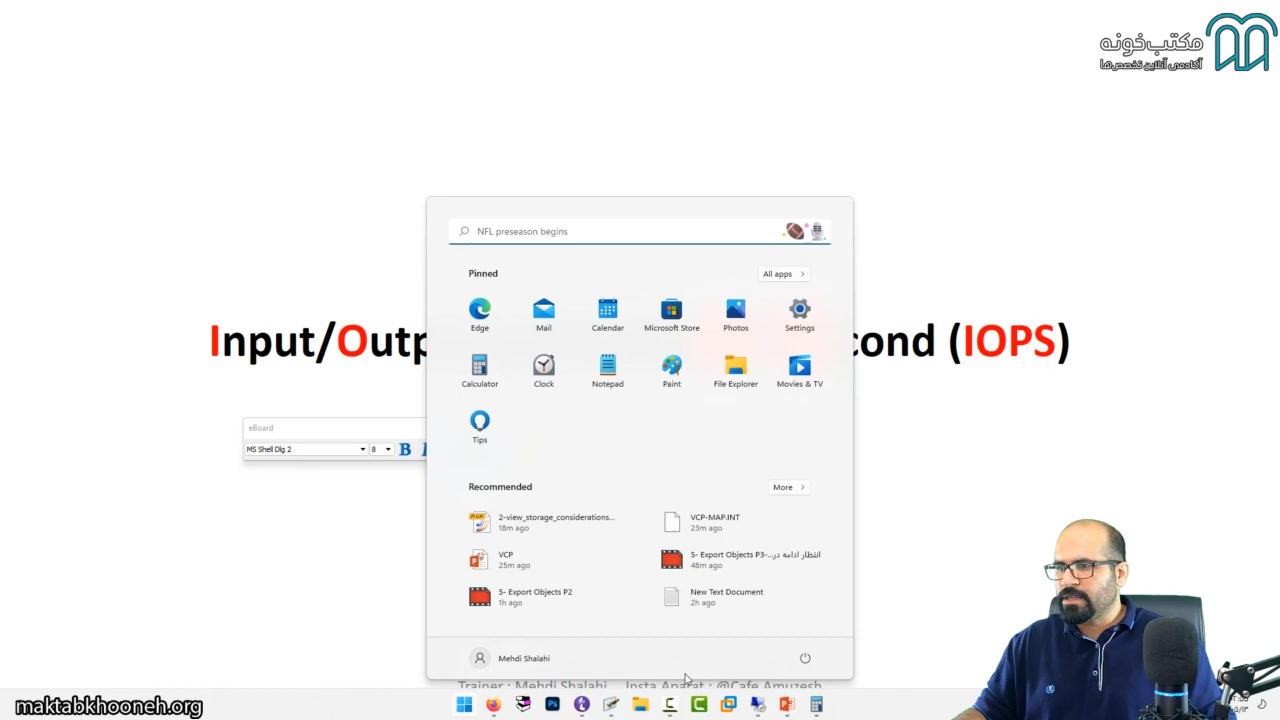 مکتب‌خونه
آکادمی آنلاین تخصص‌ها
NFL preseason begins
Pinned
All apps
Edge
Mail
Calendar
Microsoft Store
Photos
Settings
Input/Outp
cond (IOPS)
Calculator
Clock
Notepad
Paint
File Explorer
Movies & TV
Tips
eBoard
MS Shell Dlg 2
8
B
Recommended
More
2-view_storage_considerations...
18m ago
VCP-MAP.INT
23m ago
VCP
25m ago
5- Export Objects P3-...انتظار ادامه در
48m ago
5- Export Objects P2
1h ago
New Text Document
2h ago
Mehdi Shalahi
Trainer : Mehdi Shalahi Insta Aparat : @Cafe Amuzesh
maktabkhooneh.org